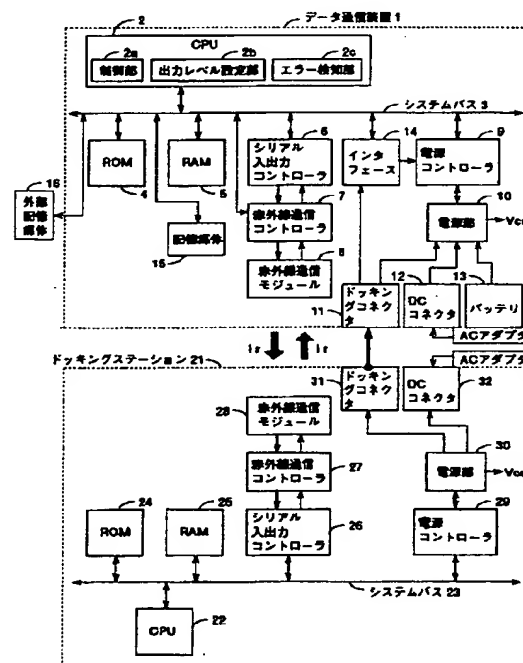 データ通信装置 1
2
CPU
2a
2b
2c
制御部
出力レベル設定部
エラー検知部
システムバス 3
16
外部
記憶
媒体
ROM
4
RAM
5
記憶媒体
15
6
シリアル
入出力
コントローラ
7
赤外線通信
コントローラ
8
赤外線通信
モジュール
14
インタ
フェース
9
電源
コントローラ
10
電源部
Vcc
11
ドッキン
グコネク
タ
12
DC
コネクタ
13
バッテリ
ACアダプタ
ir
ir
ドッキングステーション 21
ACアダプタ
31
ドッキン
グコネク
タ
DC
コネクタ
32
28
赤外線通信
モジュール
赤外線通信
コントローラ
27
30
電源部
Vcc
24
ROM
25
RAM
シリアル
入出力
コントローラ
26
29
電源
コントローラ
システムバス 23
CPU
22